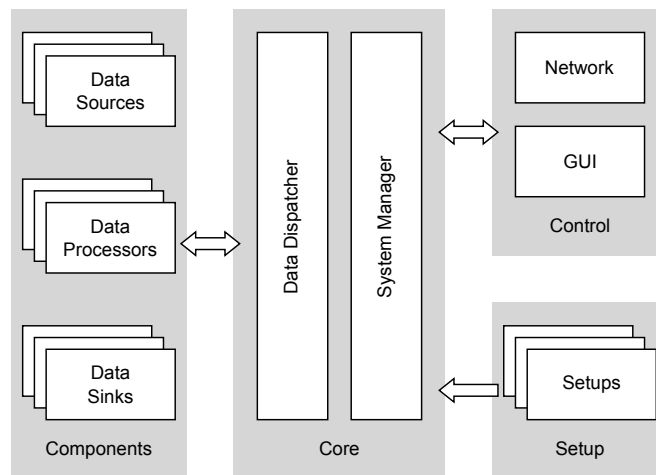 Data
Sources
Data
Processors
Data
Sinks
Components
Data Dispatcher
System Manager
Core
Network
GUI
Control
Setups
Setup